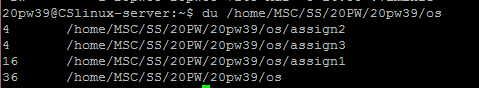 20pw39@CSlinux-server:~$ du /home/MSC/SS/20PW/20pw39/os
4 /home/MSC/SS/20PW/20pw39/os/assign2
4 /home/MSC/SS/20PW/20pw39/os/assign3
16 /home/MSC/SS/20PW/20pw39/os/assign1
36 /home/MSC/SS/20PW/20pw39/os